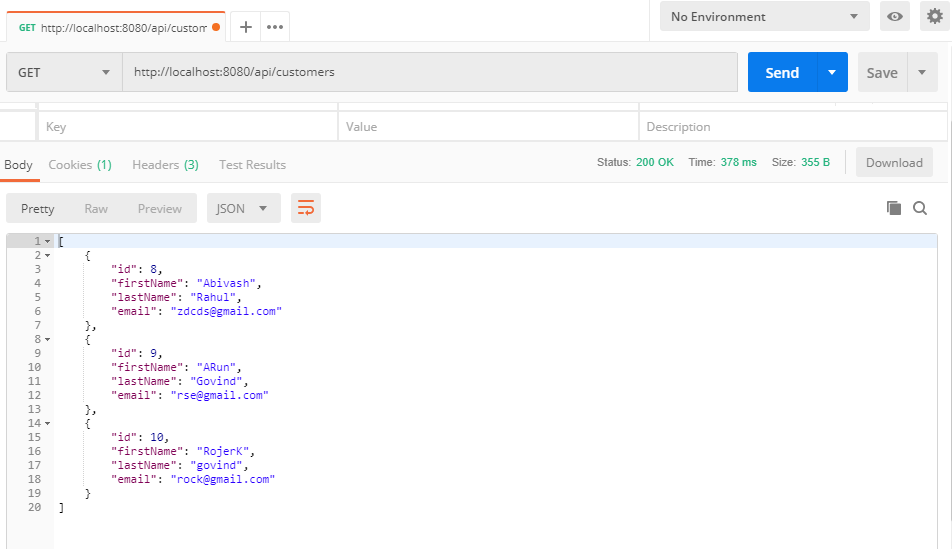 GET http://localhost:8080/api/custom + ••• No Environment
GET http://localhost:8080/api/customers Send Save
Key Value Description
Body Cookies (1) Headers (3) Test Results Status: 200 OK Time: 378 ms Size: 355 B Download
Pretty Raw Preview JSON
1 [
2 {
3 "id": 8,
4 "firstName": "Abivash",
5 "lastName": "Rahul",
6 "email": "zdcds@gmail.com"
7 },
8 {
9 "id": 9,
10 "firstName": "ARun",
11 "lastName": "Govind",
12 "email": "rse@gmail.com"
13 },
14 {
15 "id": 10,
16 "firstName": "RojerK",
17 "lastName": "govind",
18 "email": "rock@gmail.com"
19 }
20 ]